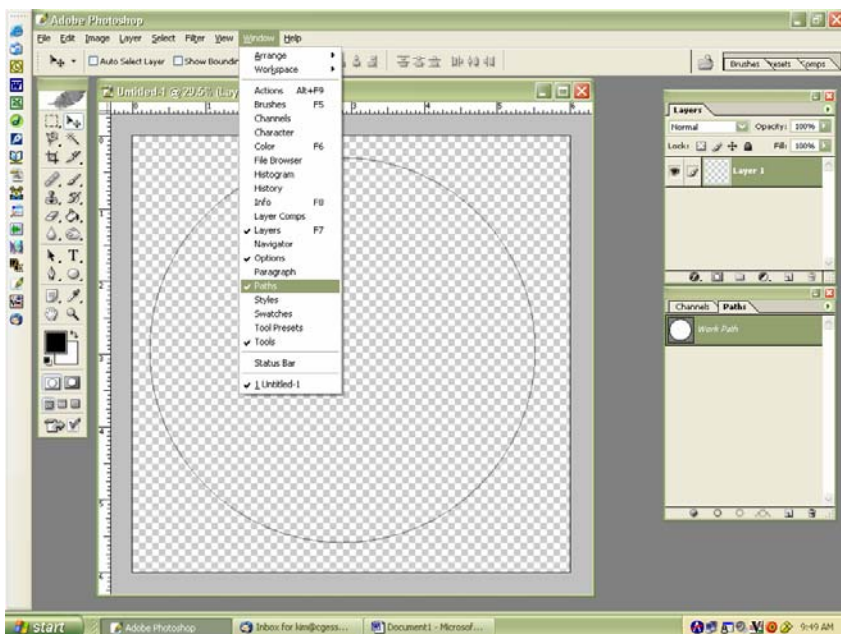 Adobe Photoshop
File Edit Image Layer Select Filter View Window Help
Auto Select Layer Show Boundin
Brushes Presets Comps
Untitled-1 @ 29.6% (Lay
Arrange
Workspace
Actions Alt+F9
Brushes F5
Channels
Character
Color F6
File Browser
Histogram
History
Info F8
Layer Comps
Layers F7
Navigator
Options
Paragraph
Paths
Styles
Swatches
Tool Presets
Tools
Status Bar
1 Untitled-1
Layers
Normal Opacity: 100%
Lock: Fill: 100%
Layer 1
Channels Paths
Work Path
start Adobe Photoshop Inbox for kim@cgess... Document1 - Microsof... 9:49 AM